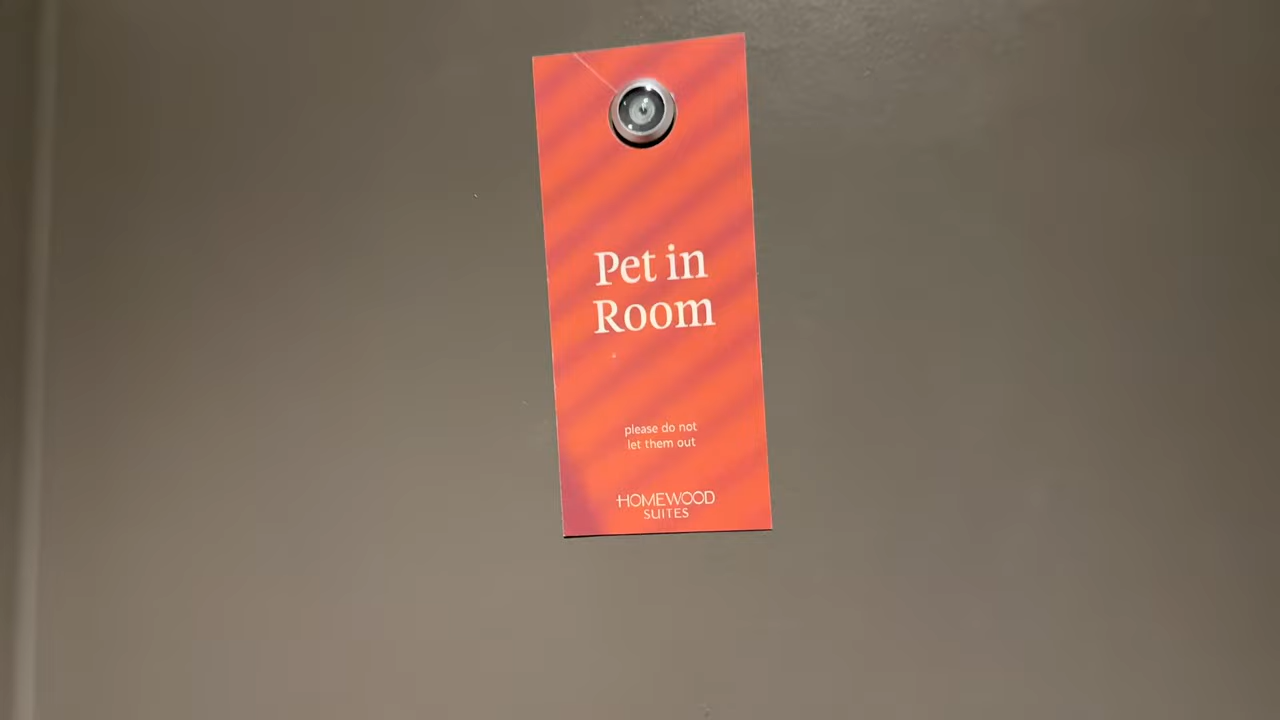 Pet in
Room
please do not
let them out
HOMEWOOD
SUITES